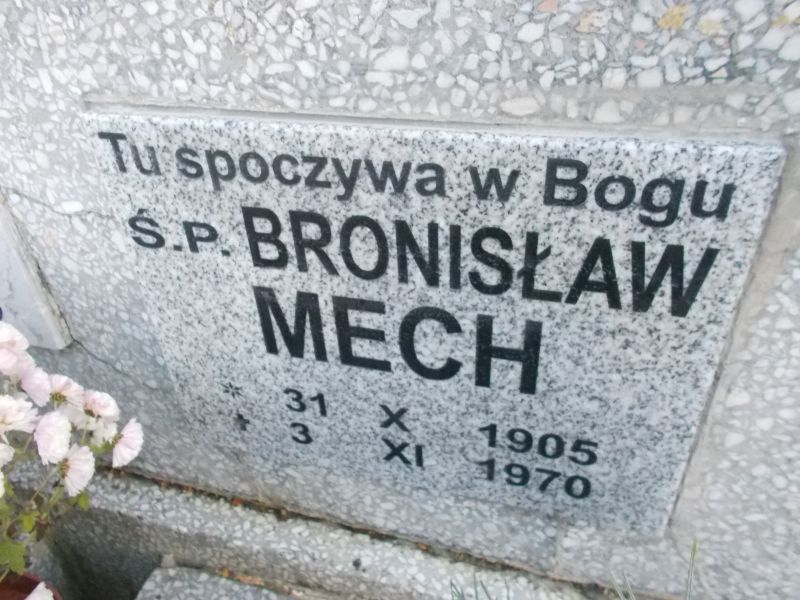 Tu spoczywa w Bogu
Ś.P. BRONISŁAW
MECH
* 31 X 1905
+ 3 XI 1970